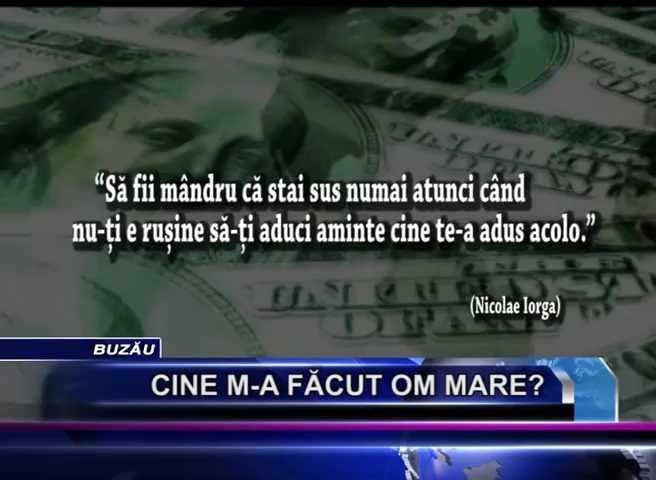 “Să fii mândru că stai sus numai atunci când
nu-ți e rușine să-ți aduci aminte cine te-a adus acolo.”
(Nicolae Iorga)
BUZĂU
CINE M-A FĂCUT OM MARE?